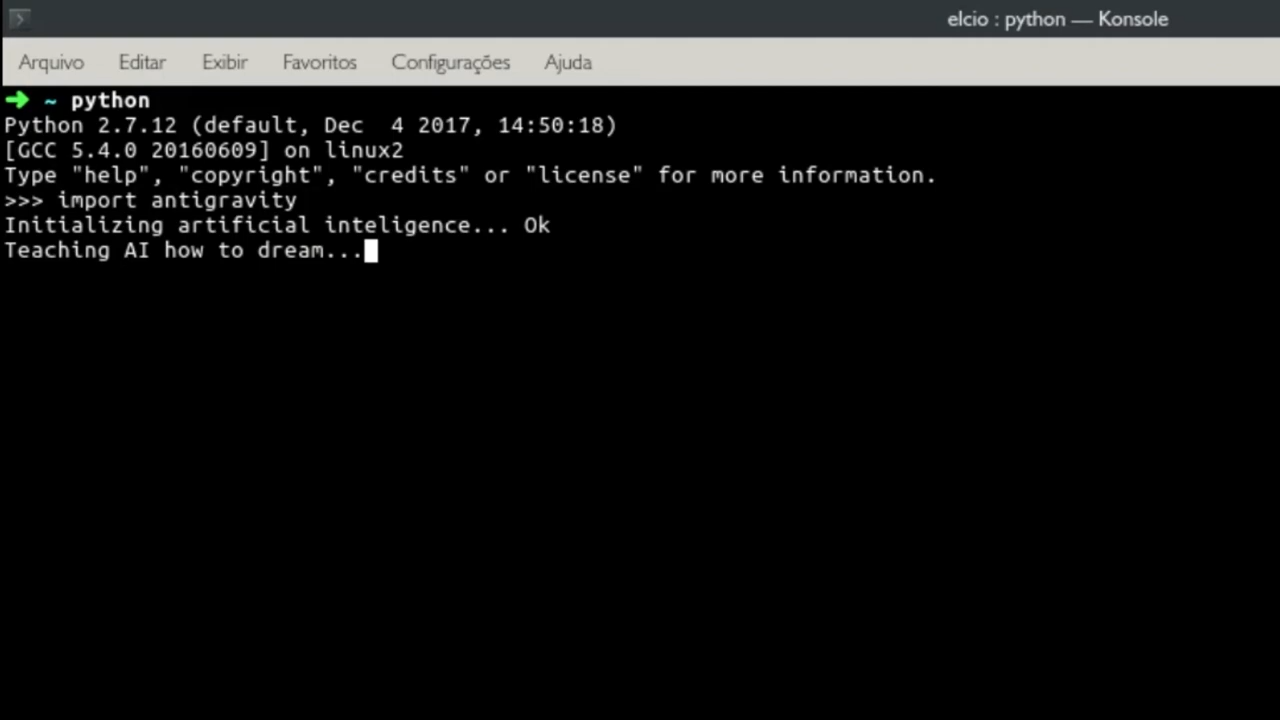 elcio : python — Konsole
Arquivo Editar Exibir Favoritos Configurações Ajuda
➜ ~ python
Python 2.7.12 (default, Dec  4 2017, 14:50:18)
[GCC 5.4.0 20160609] on linux2
Type "help", "copyright", "credits" or "license" for more information.
>>> import antigravity
Initializing artificial inteligence... Ok
Teaching AI how to dream...